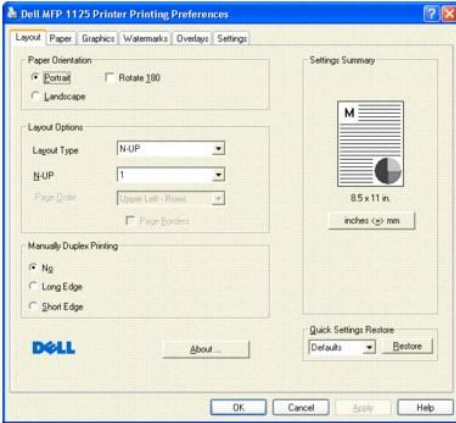 Dell MFP 1125 Printer Printing Preferences
Layout Paper Graphics Watermarks Overlays Settings
Paper Orientation
Portrait Rotate 180
Landscape
Layout Options
Layout Type N-UP
N-UP 1
Page Order Upper Left - Rows
Page Borders
Manually Duplex Printing
No
Long Edge
Short Edge
DELL
About ...
Settings Summary
M
8.5 x 11 in.
inches <=> mm
Quick Settings Restore
Defaults Restore
OK Cancel Apply Help